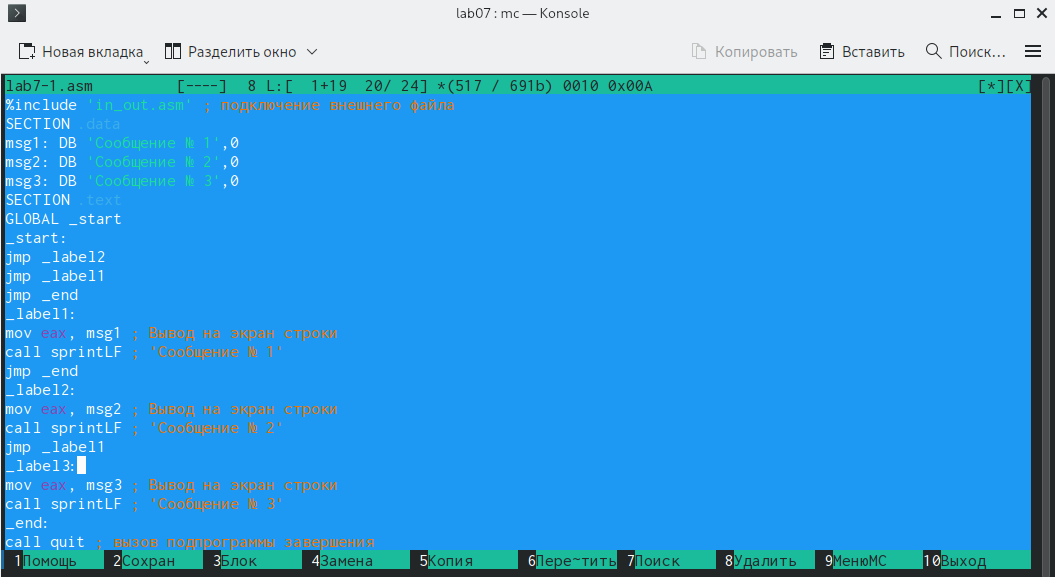 lab07 : mc — Konsole
Новая вкладка Разделить окно Копировать Вставить Поиск...
lab7-1.asm [----] 8 L:[ 1+19 20/ 24] *(517 / 691b) 0010 0x00A [*][X]
%include 'in_out.asm' ; подключение внешнего файла
SECTION .data
msg1: DB 'Сообщение № 1',0
msg2: DB 'Сообщение № 2',0
msg3: DB 'Сообщение № 3',0
SECTION .text
GLOBAL _start
_start:
jmp _label2
jmp _label1
jmp _end
_label1:
mov eax, msg1 ; Вывод на экран строки
call sprintLF ; 'Сообщение № 1'
jmp _end
_label2:
mov eax, msg2 ; Вывод на экран строки
call sprintLF ; 'Сообщение № 2'
jmp _label1
_label3:
mov eax, msg3 ; Вывод на экран строки
call sprintLF ; 'Сообщение № 3'
_end:
call quit ; вызов подпрограммы завершения
1Помощь 2Сохран 3Блок 4Замена 5Копия 6Пере~тить 7Поиск 8Удалить 9МенюМС 10Выход